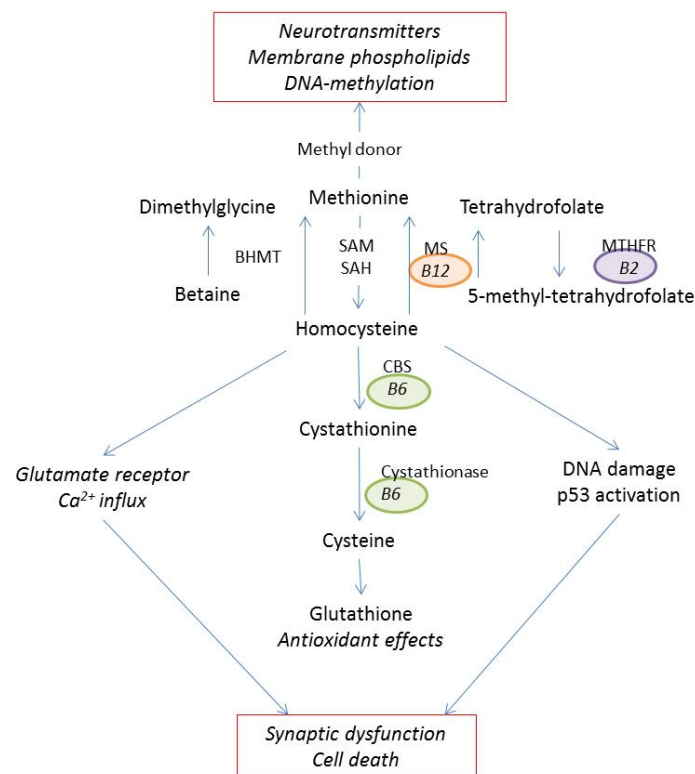 Neurotransmitters
Membrane phospholipids
DNA-methylation
Methyl donor
Dimethylglycine
Methionine
Tetrahydrofolate
BHMT
SAM
SAH
MS
B12
MTHFR
B2
Betaine
5-methyl-tetrahydrofolate
Homocysteine
CBS
B6
Cystathionine
Glutamate receptor
Ca²⁺ influx
Cystathionase
B6
DNA damage
p53 activation
Cysteine
Glutathione
Antioxidant effects
Synaptic dysfunction
Cell death